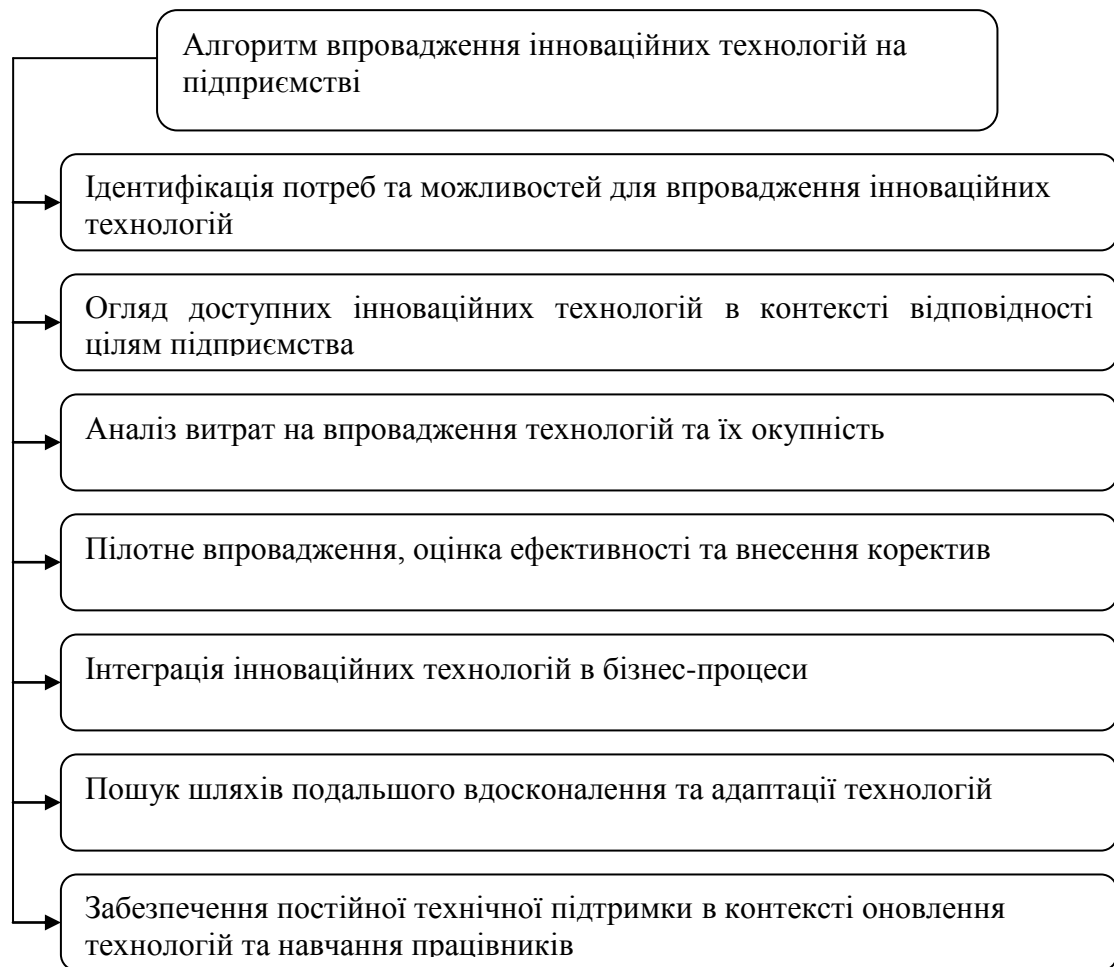 Алгоритм впровадження інноваційних технологій на
підприємстві
Ідентифікація потреб та можливостей для впровадження інноваційних
технологій
Огляд доступних інноваційних технологій в контексті відповідності
цілям підприємства
Аналіз витрат на впровадження технологій та їх окупність
Пілотне впровадження, оцінка ефективності та внесення коректив
Інтеграція інноваційних технологій в бізнес-процеси
Пошук шляхів подальшого вдосконалення та адаптації технологій
Забезпечення постійної технічної підтримки в контексті оновлення
технологій та навчання працівників